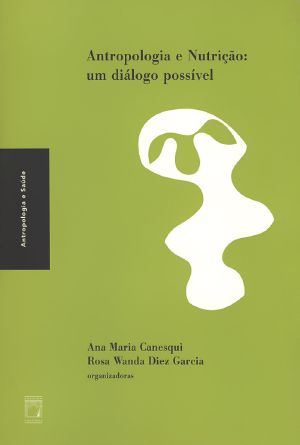 Antropologia e Nutrição:
um diálogo possível
Antropologia e Saúde
Ana Maria Canesqui
Rosa Wanda Diez Garcia
organizadoras